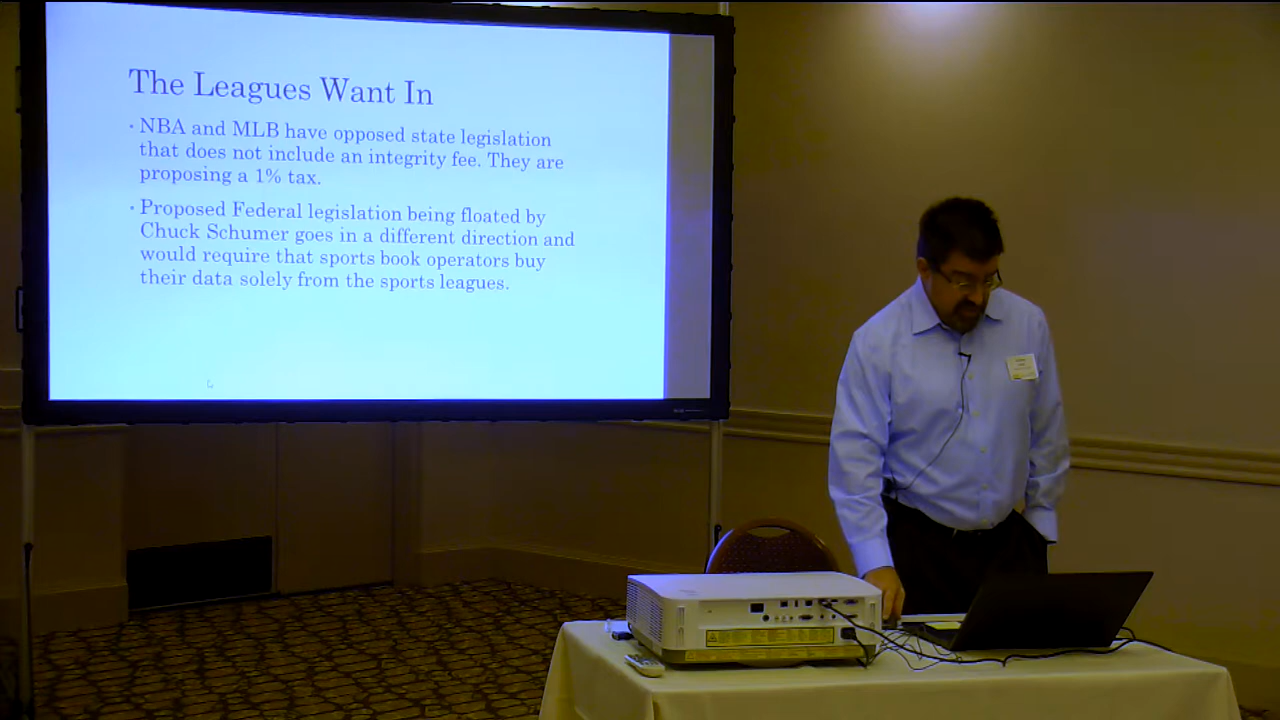 The Leagues Want In
• NBA and MLB have opposed state legislation
that does not include an integrity fee. They are
proposing a 1% tax.
• Proposed Federal legislation being floated by
Chuck Schumer goes in a different direction and
would require that sports book operators buy
their data solely from the sports leagues.